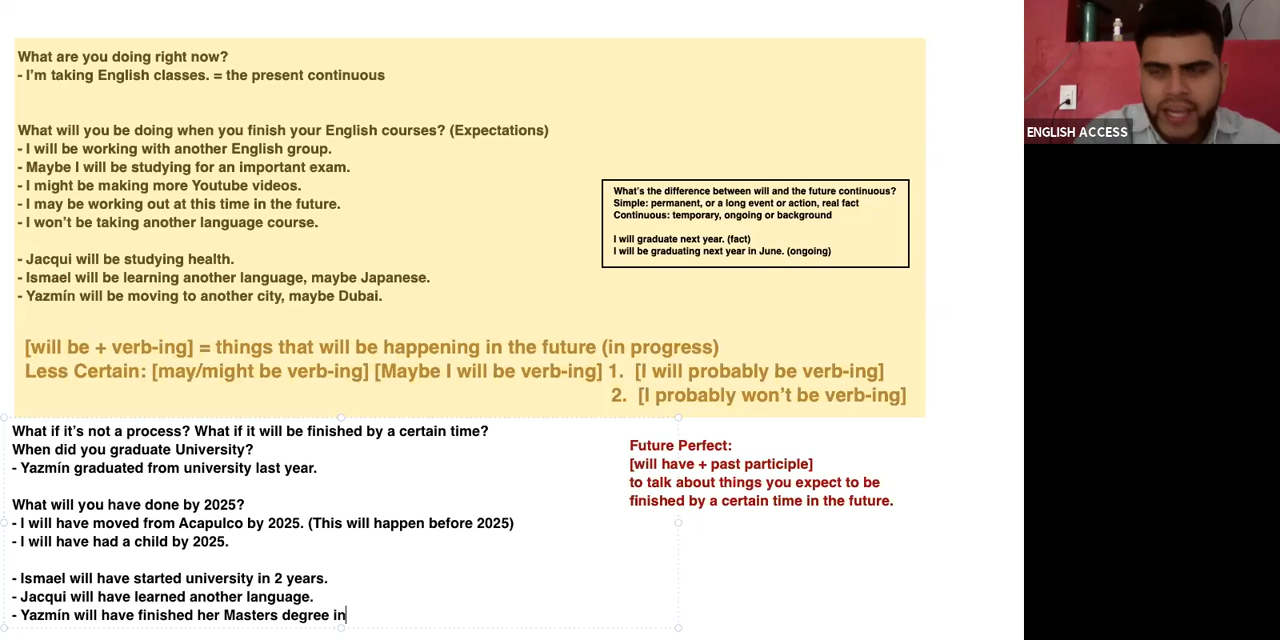 What are you doing right now?
- I'm taking English classes. = the present continuous
What will you be doing when you finish your English courses? (Expectations)
- I will be working with another English group.
- Maybe I will be studying for an important exam.
- I might be making more Youtube videos.
- I may be working out at this time in the future.
- I won't be taking another language course.
- Jacqui will be studying health.
- Ismael will be learning another language, maybe Japanese.
- Yazmín will be moving to another city, maybe Dubai.
What's the difference between will and the future continuous?
Simple: permanent, or a long event or action, real fact
Continuous: temporary, ongoing or background
I will graduate next year. (fact)
I will be graduating next year in June. (ongoing)
[will be + verb-ing] = things that will be happening in the future (in progress)
Less Certain: [may/might be verb-ing] [Maybe I will be verb-ing] 1. [I will probably be verb-ing]
2. [I probably won't be verb-ing]
What if it's not a process? What if it will be finished by a certain time?
When did you graduate University?
- Yazmín graduated from university last year.
What will you have done by 2025?
- I will have moved from Acapulco by 2025. (This will happen before 2025)
- I will have had a child by 2025.
- Ismael will have started university in 2 years.
- Jacqui will have learned another language.
- Yazmín will have finished her Masters degree in
Future Perfect:
[will have + past participle]
to talk about things you expect to be
finished by a certain time in the future.
ENGLISH ACCESS